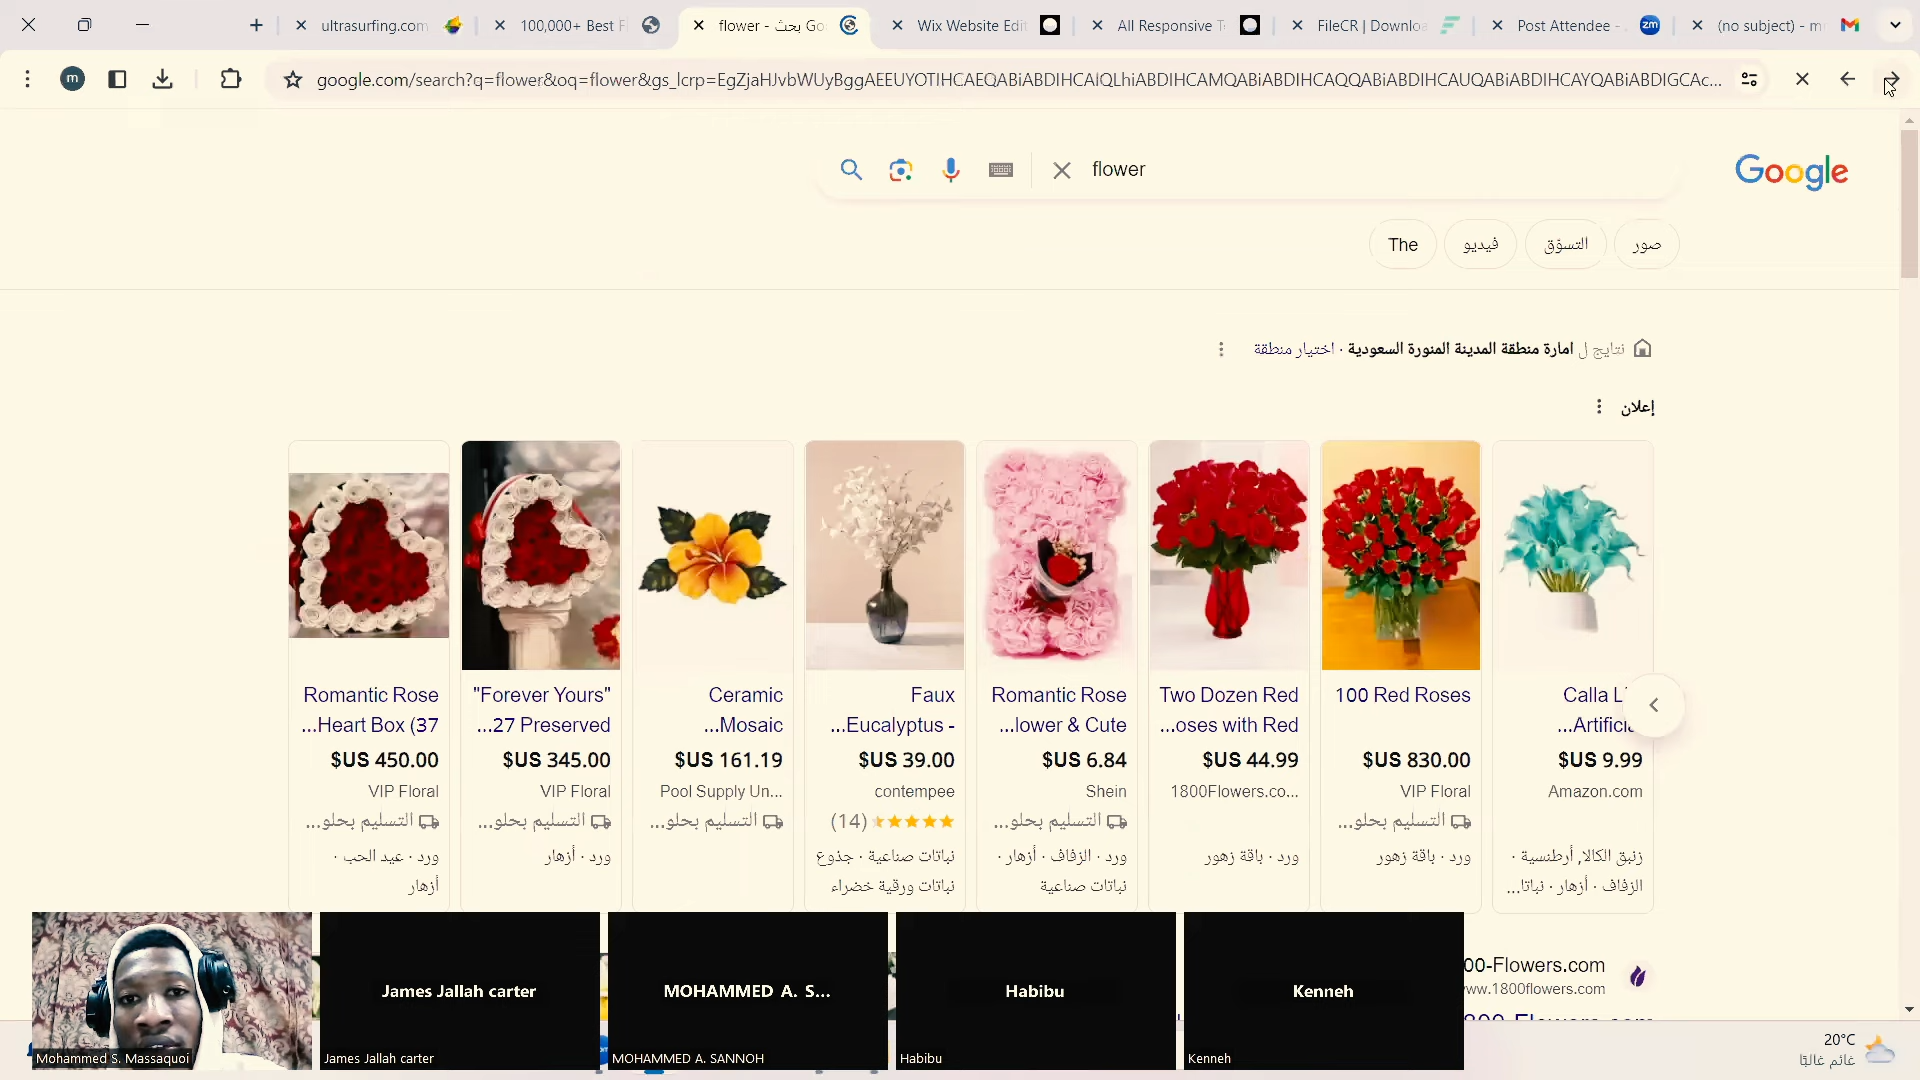 ultrasurfing.com
100,000+ Best F
flower - بحث Go
Wix Website Edit
All Responsive T
FileCR | Downloa
Post Attendee -
(no subject) - m
m
google.com/search?q=flower&oq=flower&gs_lcrp=EgZjaHJvbWUyBggAEEUYOTIHCAEQABiABDIHCAIQLhiABDIHCAMQABiABDIHCAQQABiABDIHCAUQABiABDIHCAYQABiABDIGCAc...
flower
Google
صور
التسوّق
فيديو
The
نتايج ل امارة منطقة المدينة المنورة السعودية · اختيار منطقة
إعلان
Romantic Rose
...Heart Box (37
$US 450.00
VIP Floral
التسليم بحلو...
ورد · عيد الحب ·
أزهار
"Forever Yours"
...27 Preserved
$US 345.00
VIP Floral
التسليم بحلو...
ورد · أزهار
Ceramic
...Mosaic
$US 161.19
Pool Supply Un...
التسليم بحلو...
Faux
...Eucalyptus -
$US 39.00
contempee
(14)
نباتات صناعية · جذوع
نباتات ورقية خضراء
Romantic Rose
...lower & Cute
$US 6.84
Shein
التسليم بحلو...
ورد · الزفاف · أزهار ·
نباتات صناعية
Two Dozen Red
...oses with Red
$US 44.99
1800Flowers.co...
ورد · باقة زهور
100 Red Roses
$US 830.00
VIP Floral
التسليم بحلو...
ورد · باقة زهور
Calla L
...Artificia
$US 9.99
Amazon.com
زنبق الكالا, أرطنسية ·
الزفاف · أزهار · نباتا...
00-Flowers.com
www.1800flowers.com
800-Flowers.com
Mohammed S. Massaquoi
James Jallah carter
James Jallah carter
MOHAMMED A. S...
MOHAMMED A. SANNOH
Habibu
Habibu
Kenneh
Kenneh
20°C
غائم غالبًا